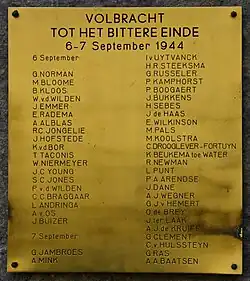 VOLBRACHT
TOT HET BITTERE EINDE
6-7 September 1944
6 September
G.NORMAN
M.BLOOME
B.KLOOS
W.v.d.WILDEN
J.EMMER
E.RADEMA
A.ALBLAS
RC.JONGELIE
J.HOFSTEDE
K.v.d.BOR
T.TACONIS
W.NIERMEYER
J.C.YOUNG
S.C.JONES
P.v.d.WILDEN
C.C.BRAGGAAR
L.ANDRINGA
A.v.OS
J.BUIZER
7 September
G.JAMBROES
A.MINK
I.v.UYTVANCK
H.R.STEEKSMA
G.RUSSELER
P.KAMPHORST
P.BOOGAERT
J.BUKKENS
H.SEBES
J.de HAAS
E.WILKINSON
M.PALS
M.KOOLSTRA
C.DROOGLEVER-FORTUYN
K.BEUKEMA toe WATER
R.NEWMAN
L.PUNT
P.A.ARENDSE
J.DANE
A.J.WEGNER
G.J.v.HEMERT
O.de BREY
J.ter LAAK
A.J.de KRUIFF
G.CLEMENT
C.v.HULSSTEYN
G.RAS
A.A.BAATSEN